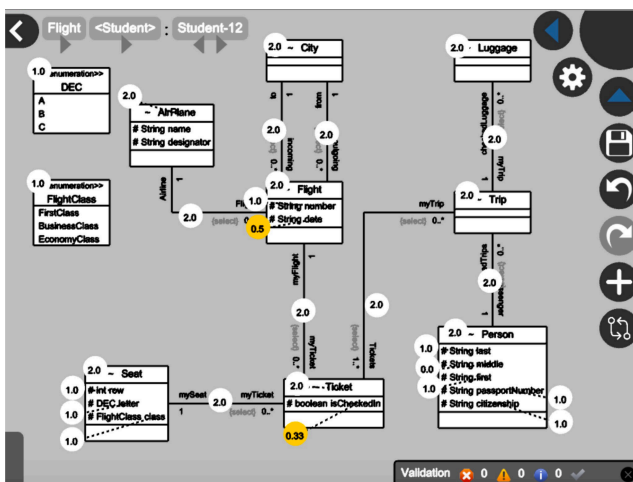 Flight <Student> : Student-12
2.0 ~ City
2.0 ~ Luggage
1.0 enumeration>>
DEC
A
B
C
2.0
~ AirPlane
# String name
# String designator
to 1
from 1
2.0 2.0
incoming
0..*
0..*
2.0
myTrip
1
0..*
1.0 enumeration>>
FlightClass
FirstClass
BusinessClass
EconomyClass
Airline 1
2.0
(select)
2.0 ~ Flight
1.0 # String number
0.5 # String date
myTrip
(select) 0..*
2.0 ~ Trip
0..*
2.0
1
myFlight 1
2.0
myTicket
(select) 0..*
2.0
Tickets
(select) 1..*
2.0 ~ Person
1.0 # String last
0.0 # String middle
1.0 # String first
# String passportNumber 1.0
# String citizenship 1.0
2.0 ~ Seat
1.0 # int row
1.0 # DEC letter
1.0 # FlightClass class
mySeat 2.0 myTicket
1 (select) 0..*
2.0 ~ Ticket
# boolean isCheckedIn
0.33
Validation 0 0 0